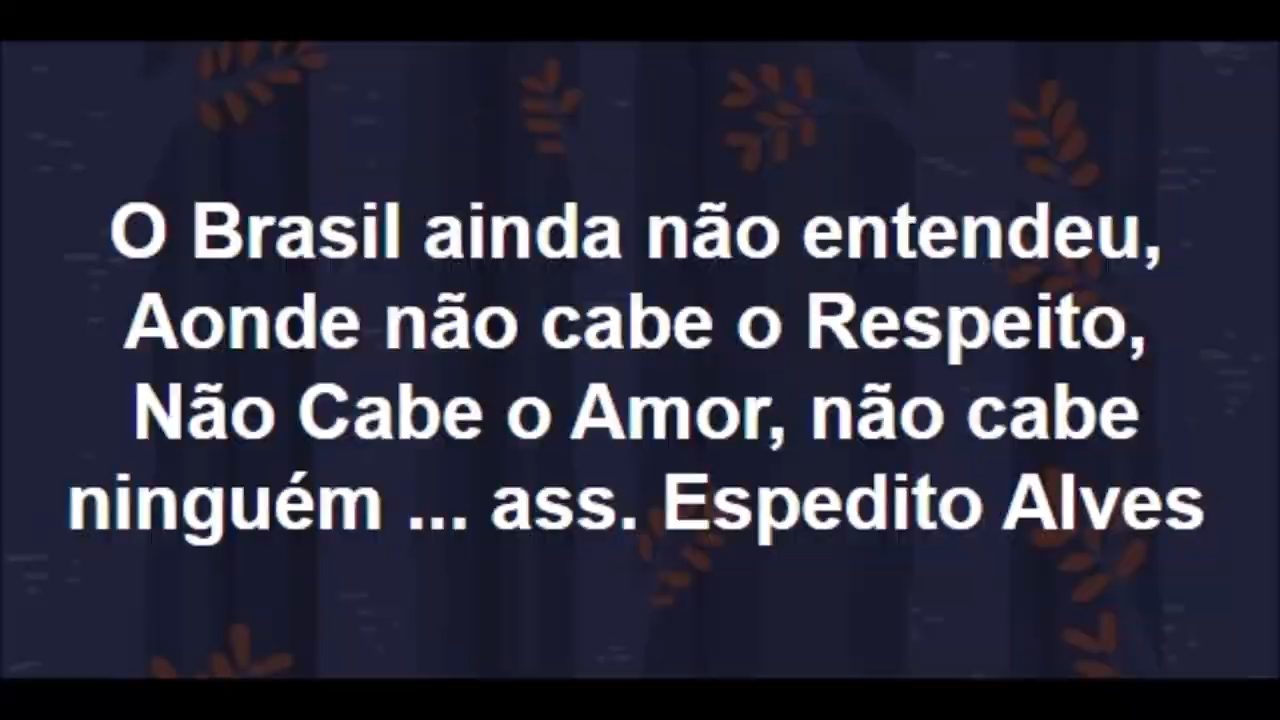 O Brasil ainda não entendeu,
Aonde não cabe o Respeito,
Não Cabe o Amor, não cabe
ninguém ... ass. Espedito Alves